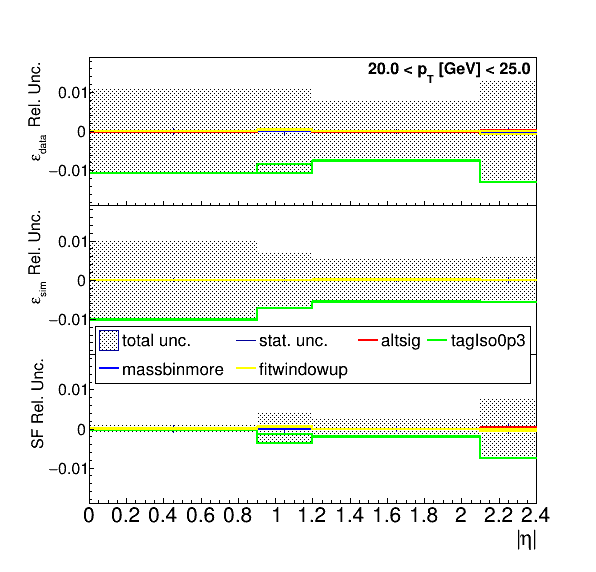 20.0 < pT [GeV] < 25.0
εdata Rel. Unc.
0.01
0
−0.01
εsim Rel. Unc.
0.01
0
−0.01
total unc. stat. unc. altsig tagIso0p3
massbinmore fitwindowup
SF Rel. Unc.
0.01
0
−0.01
0 0.2 0.4 0.6 0.8 1 1.2 1.4 1.6 1.8 2 2.2 2.4
|η|